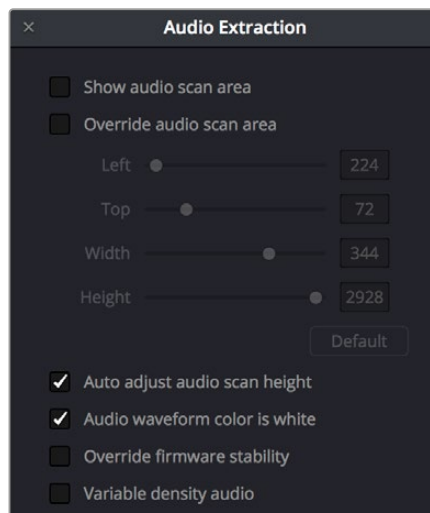 Audio Extraction
Show audio scan area
Override audio scan area
Left 224
Top 72
Width 344
Height 2928
Default
Auto adjust audio scan height
Audio waveform color is white
Override firmware stability
Variable density audio